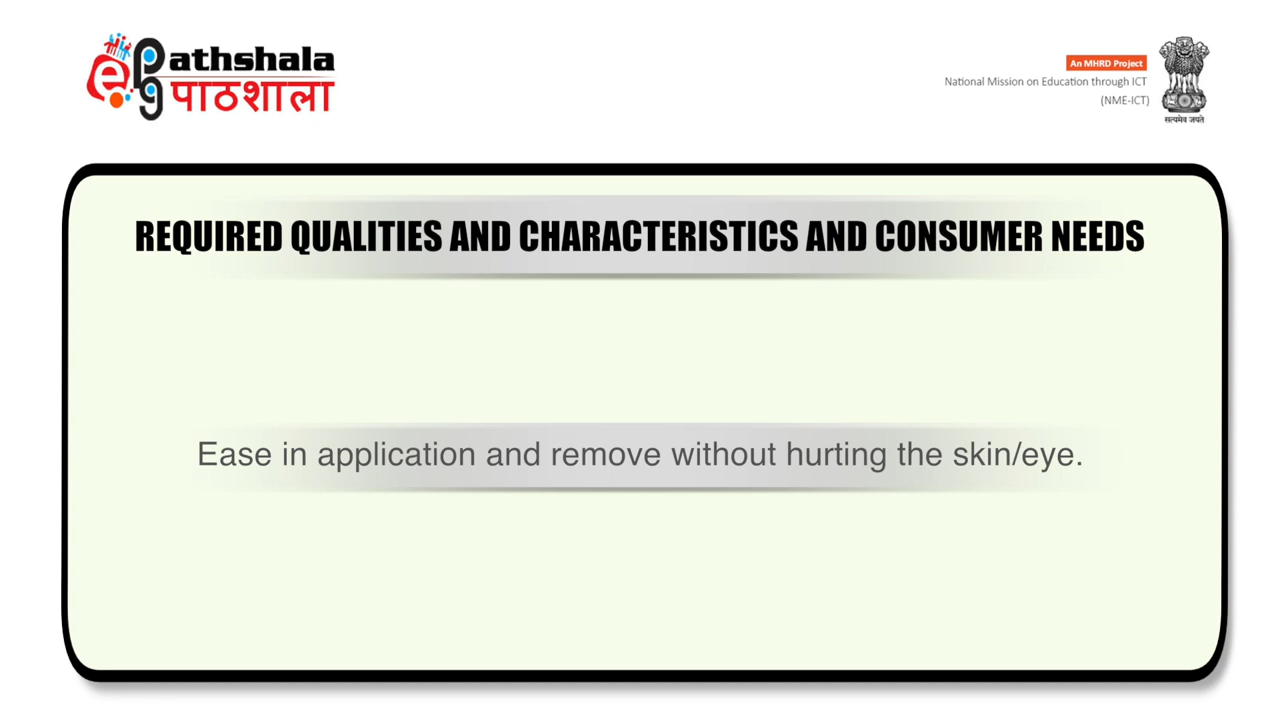 e pg Pathshala
पाठशाला
An MHRD Project
National Mission on Education through ICT
(NME-ICT)
सत्यमेव जयते
REQUIRED QUALITIES AND CHARACTERISTICS AND CONSUMER NEEDS
Ease in application and remove without hurting the skin/eye.